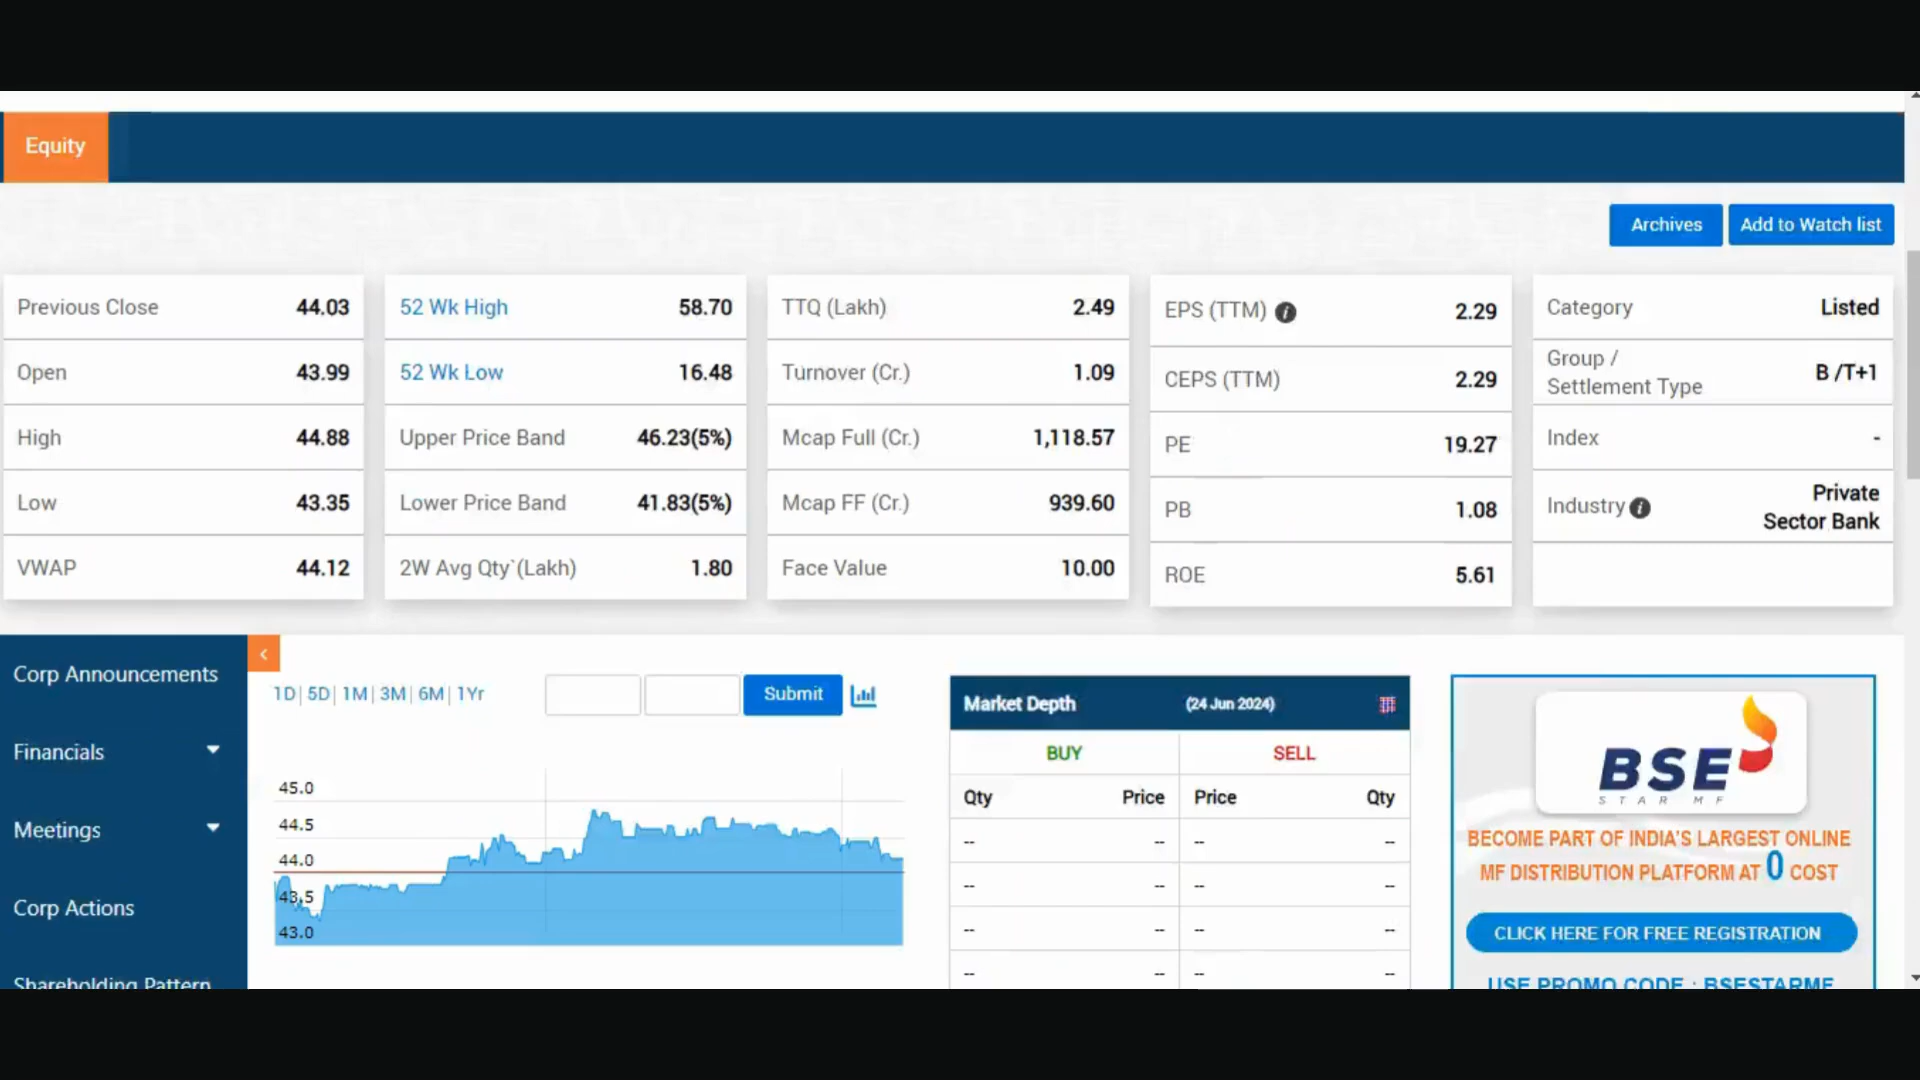 Equity
Archives
Add to Watch list
Previous Close 44.03
Open 43.99
High 44.88
Low 43.35
VWAP 44.12
52 Wk High 58.70
52 Wk Low 16.48
Upper Price Band 46.23(5%)
Lower Price Band 41.83(5%)
2W Avg Qty`(Lakh) 1.80
TTQ (Lakh) 2.49
Turnover (Cr.) 1.09
Mcap Full (Cr.) 1,118.57
Mcap FF (Cr.) 939.60
Face Value 10.00
EPS (TTM) i 2.29
CEPS (TTM) 2.29
PE 19.27
PB 1.08
ROE 5.61
Category Listed
Group /
Settlement Type B /T+1
Index -
Industry i Private
Sector Bank
Corp Announcements
Financials
Meetings
Corp Actions
Shareholding Pattern
<
1D| 5D| 1M| 3M| 6M| 1Yr
Submit
45.0
44.5
44.0
43.5
43.0
Market Depth (24 Jun 2024)
BUY SELL
Qty Price Price Qty
-- -- -- --
-- -- -- --
-- -- -- --
-- -- -- --
BSE
STAR MF
BECOME PART OF INDIA'S LARGEST ONLINE
MF DISTRIBUTION PLATFORM AT 0 COST
CLICK HERE FOR FREE REGISTRATION
USE PROMO CODE : BSESTARMF